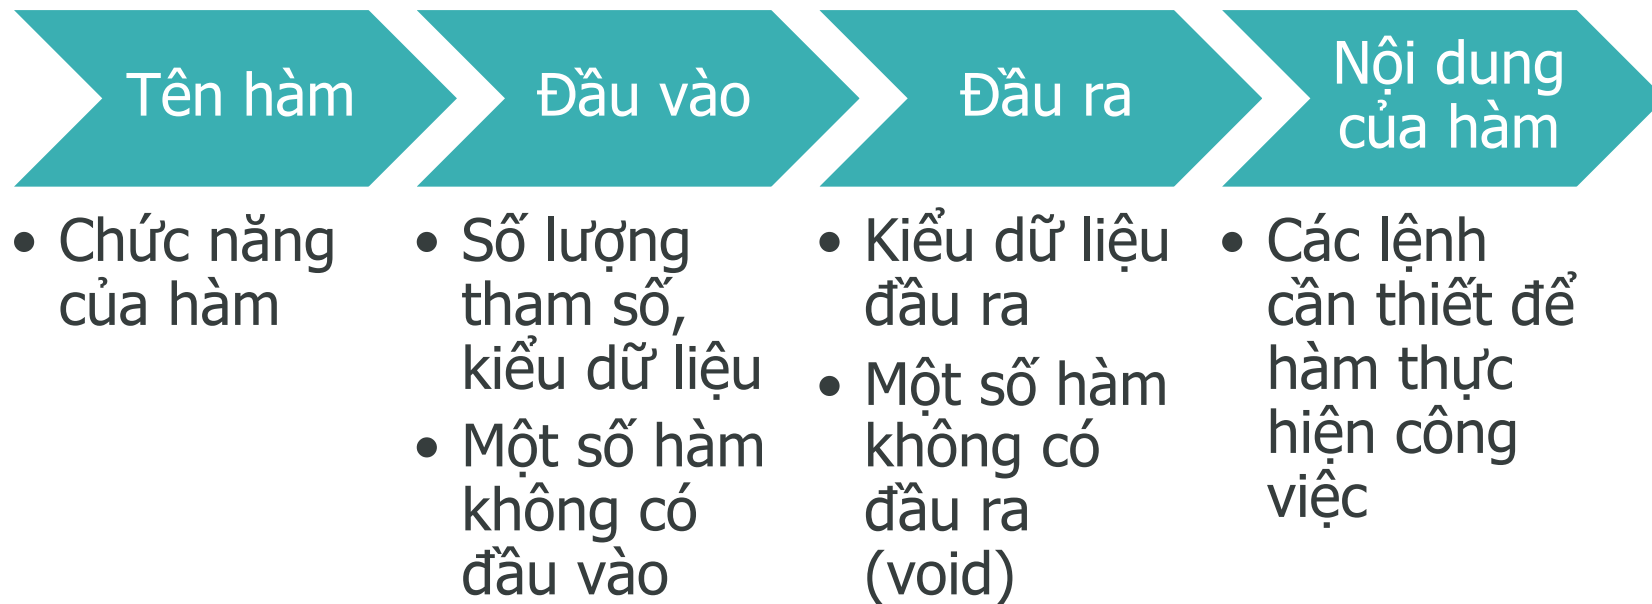 Tên hàm
• Chức năng
của hàm
Đầu vào
• Số lượng
tham số,
kiểu dữ liệu
• Một số hàm
không có
đầu vào
Đầu ra
• Kiểu dữ liệu
đầu ra
• Một số hàm
không có
đầu ra
(void)
Nội dung
của hàm
• Các lệnh
cần thiết để
hàm thực
hiện công
việc